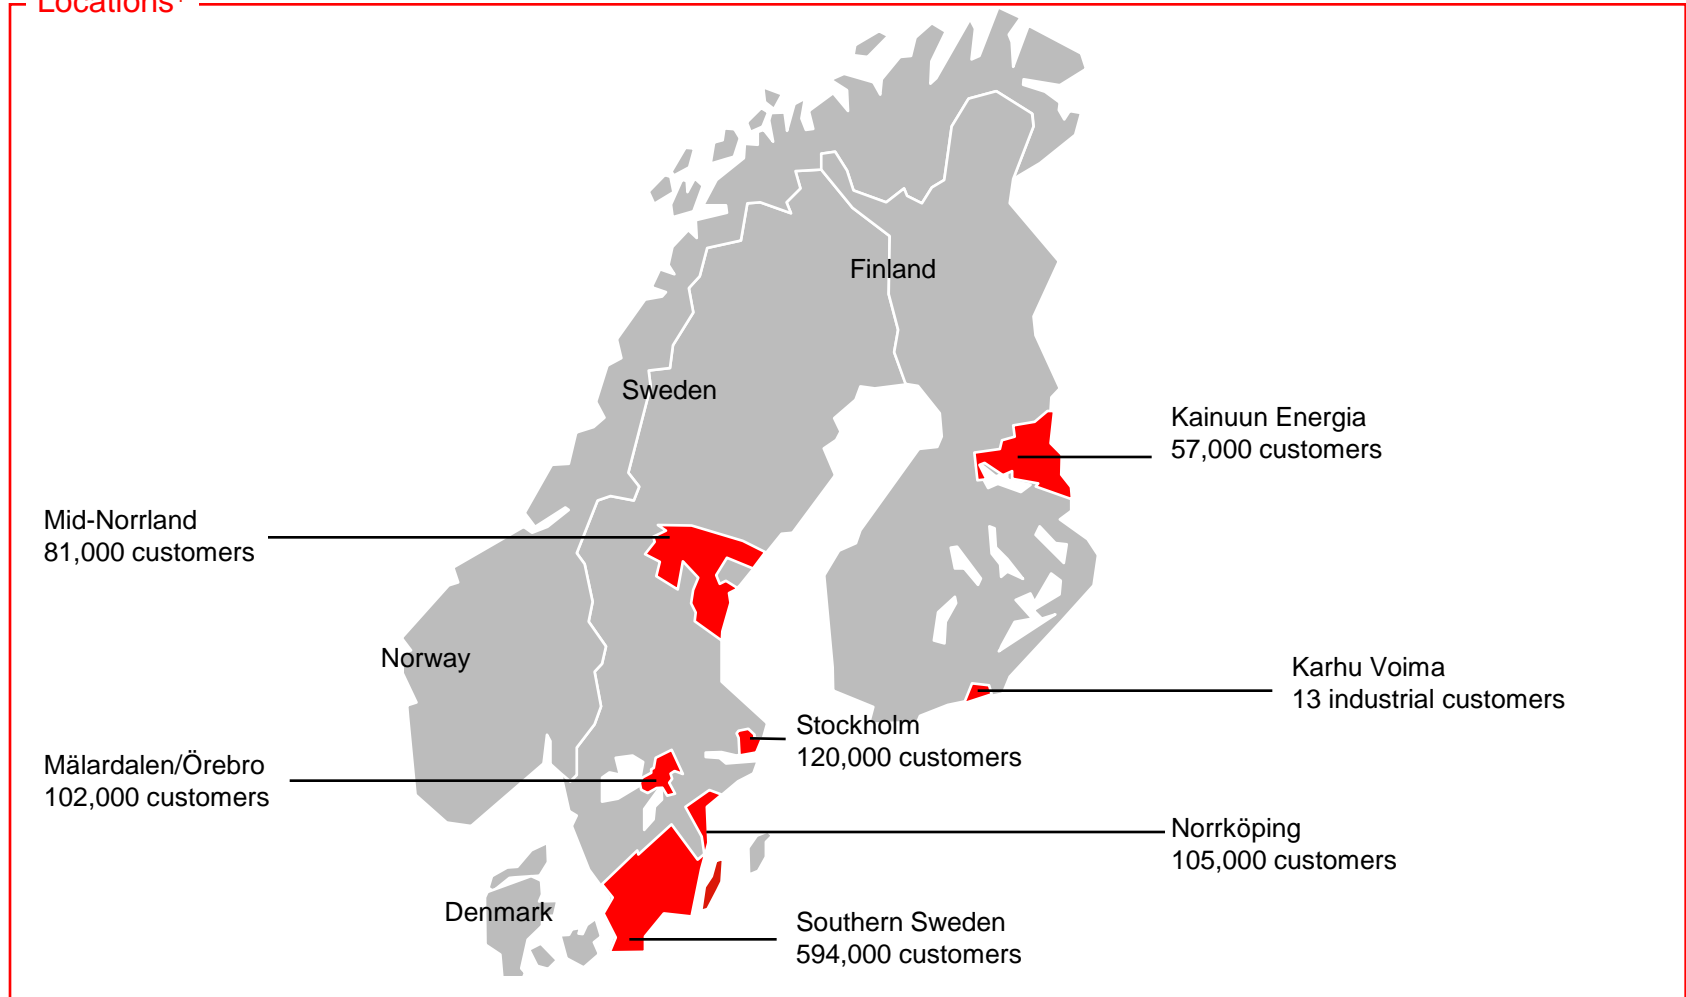 Locations
Finland
Sweden
Kainuun Energia
57,000 customers
Mid-Norrland
81,000 customers
Norway
Karhu Voima
13 industrial customers
Stockholm
120,000 customers
Mälardalen/Örebro
102,000 customers
Norrköping
105,000 customers
Denmark
Southern Sweden
594,000 customers